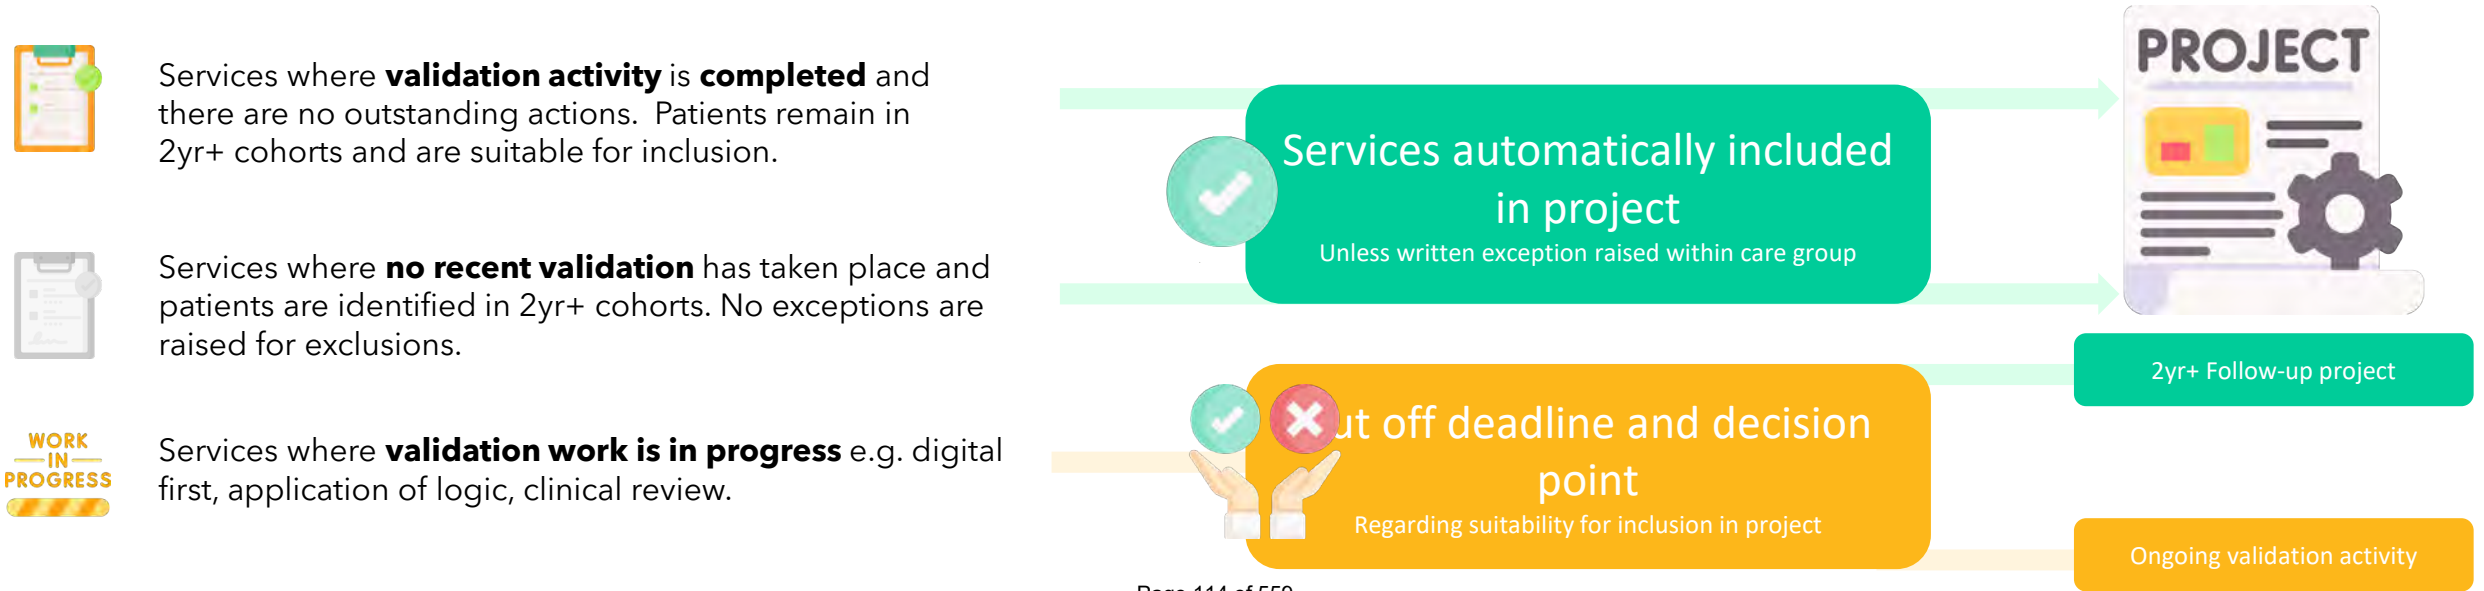 Services where validation activity is completed and
there are no outstanding actions.  Patients remain in
2yr+ cohorts and are suitable for inclusion.
Services where no recent validation has taken place and
patients are identified in 2yr+ cohorts. No exceptions are
raised for exclusions.
WORK
IN
PROGRESS
Services where validation work is in progress e.g. digital
first, application of logic, clinical review.
Services automatically included
in project
Unless written exception raised within care group
ut off deadline and decision
point
Regarding suitability for inclusion in project
PROJECT
2yr+ Follow-up project
Ongoing validation activity
Page 114 of 559